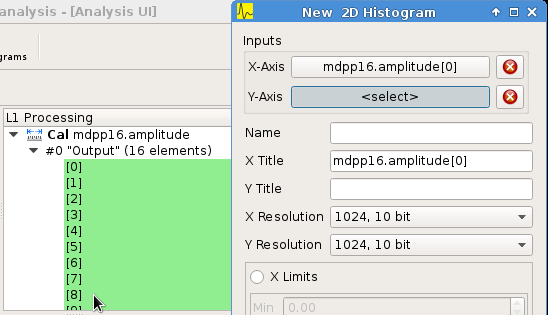 analysis - [Analysis UI]
grams
L1 Processing
Cal mdpp16.amplitude
#0 "Output" (16 elements)
[0]
[1]
[2]
[3]
[4]
[5]
[6]
[7]
[8]
[9]
New 2D Histogram
Inputs
X-Axis mdpp16.amplitude[0]
Y-Axis <select>
Name
X Title mdpp16.amplitude[0]
Y Title
X Resolution 1024, 10 bit
Y Resolution 1024, 10 bit
X Limits
Min 0.00